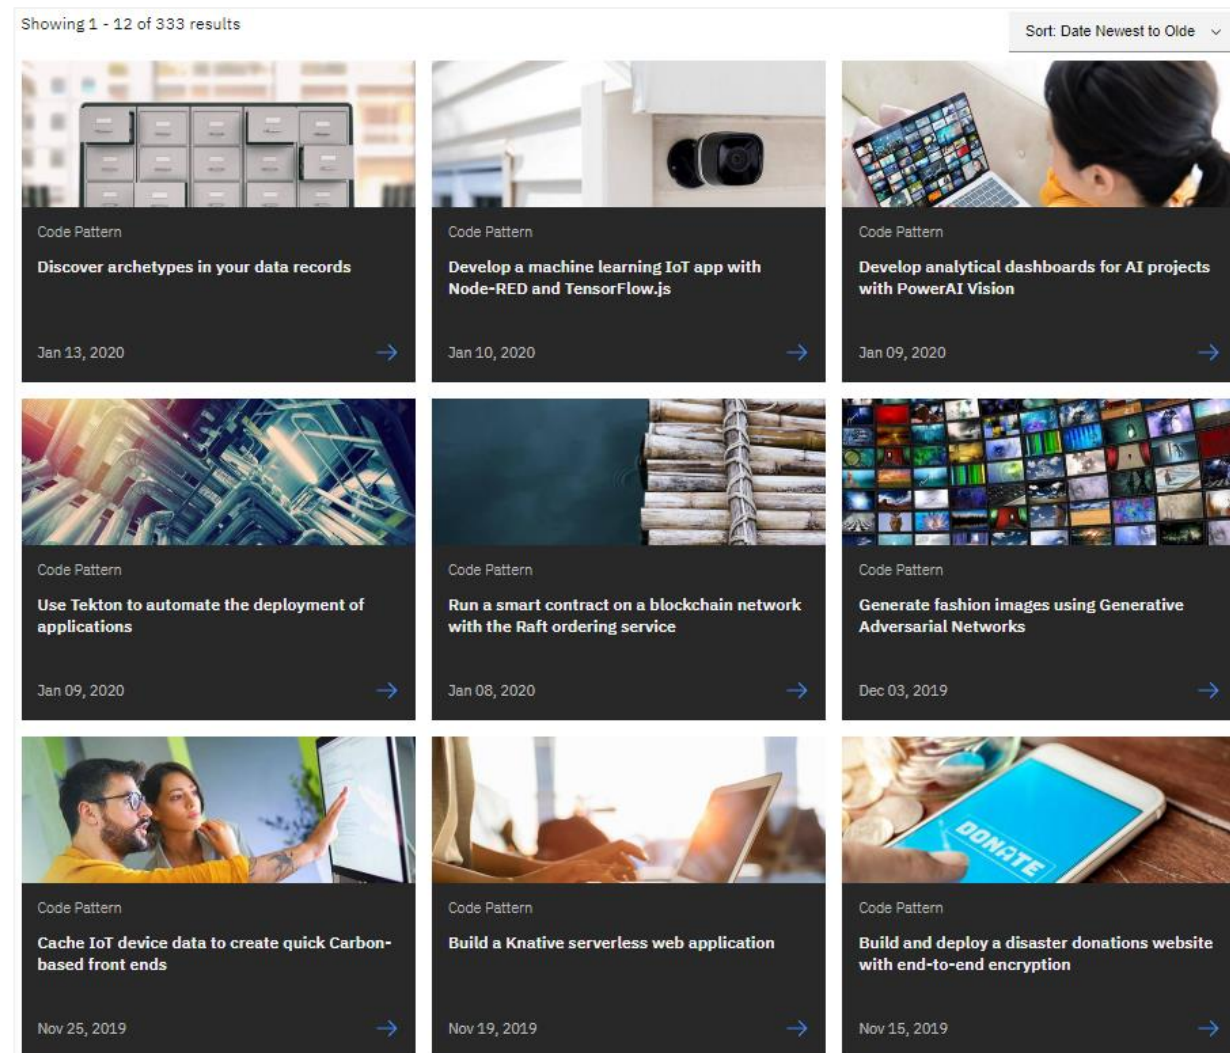 Showing 1 - 12 of 333 results
Sort: Date Newest to Olde
Code Pattern
Discover archetypes in your data records
Jan 13, 2020
Code Pattern
Develop a machine learning IoT app with
Node-RED and TensorFlow.js
Jan 10, 2020
Code Pattern
Develop analytical dashboards for AI projects
with PowerAI Vision
Jan 09, 2020
Code Pattern
Use Tekton to automate the deployment of
applications
Jan 09, 2020
Code Pattern
Run a smart contract on a blockchain network
with the Raft ordering service
Jan 08, 2020
Code Pattern
Generate fashion images using Generative
Adversarial Networks
Dec 03, 2019
Code Pattern
Cache IoT device data to create quick Carbon-
based front ends
Nov 25, 2019
Code Pattern
Build a Knative serverless web application
Nov 19, 2019
DONATE
Code Pattern
Build and deploy a disaster donations website
with end-to-end encryption
Nov 15, 2019